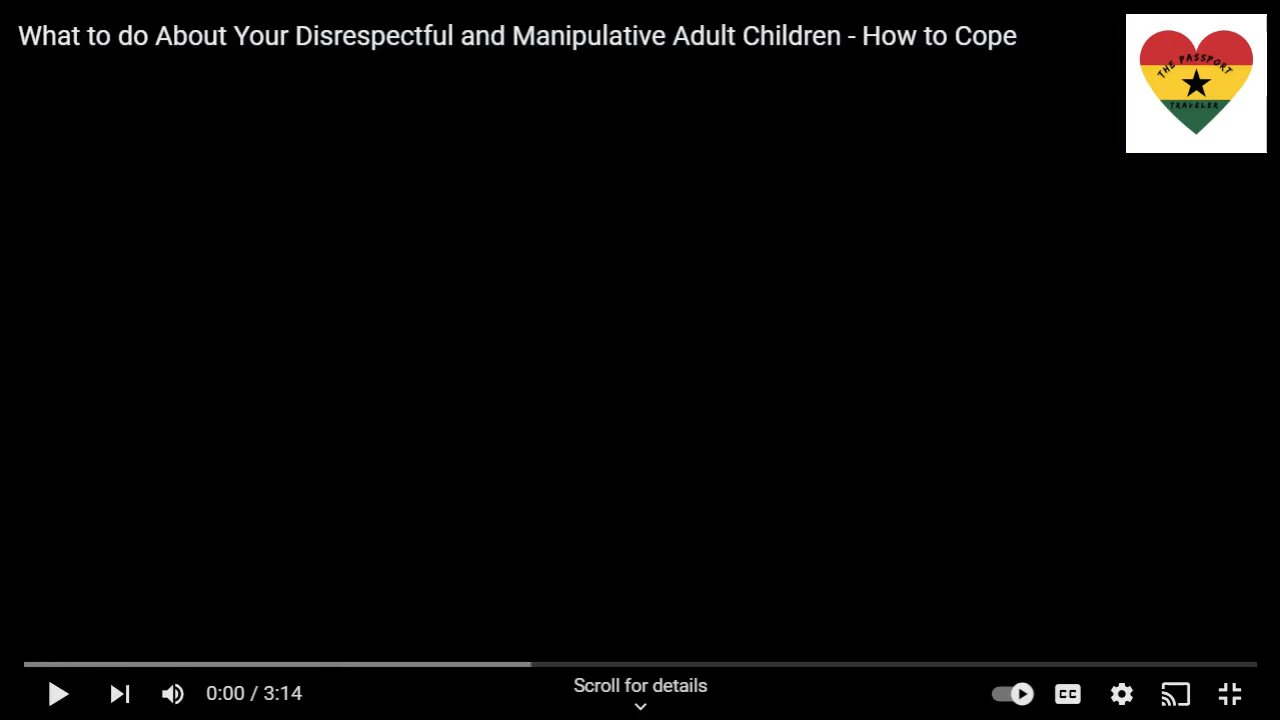 What to do About Your Disrespectful and Manipulative Adult Children - How to Cope
THE PASSPORT
TRAVELER
0:00 / 3:14
Scroll for details
CC